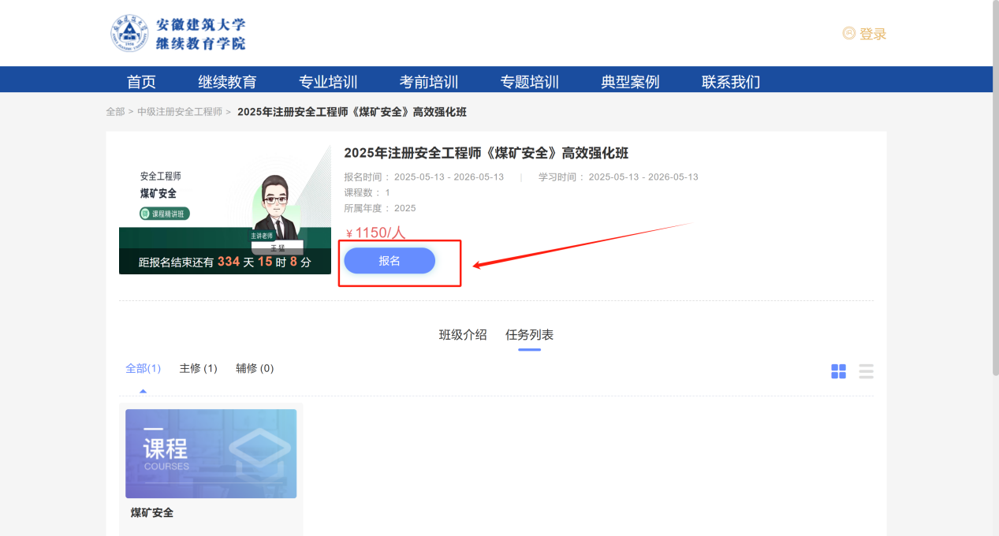 安徽建筑大学
继续教育学院
登录
首页 继续教育 专业培训 考前培训 专题培训 典型案例 联系我们
全部 > 中级注册安全工程师 > 2025年注册安全工程师《煤矿安全》高效强化班
安全工程师
煤矿安全
课程精讲班
主讲老师
王 猛
距报名结束还有 334 天 15 时 8 分
2025年注册安全工程师《煤矿安全》高效强化班
报名时间 : 2025-05-13 - 2026-05-13 | 学习时间 : 2025-05-13 - 2026-05-13
课程数 : 1
所属年度 : 2025
¥1150/人
报名
班级介绍 任务列表
全部(1) 主修 (1) 辅修 (0)
课程
COURSES
煤矿安全